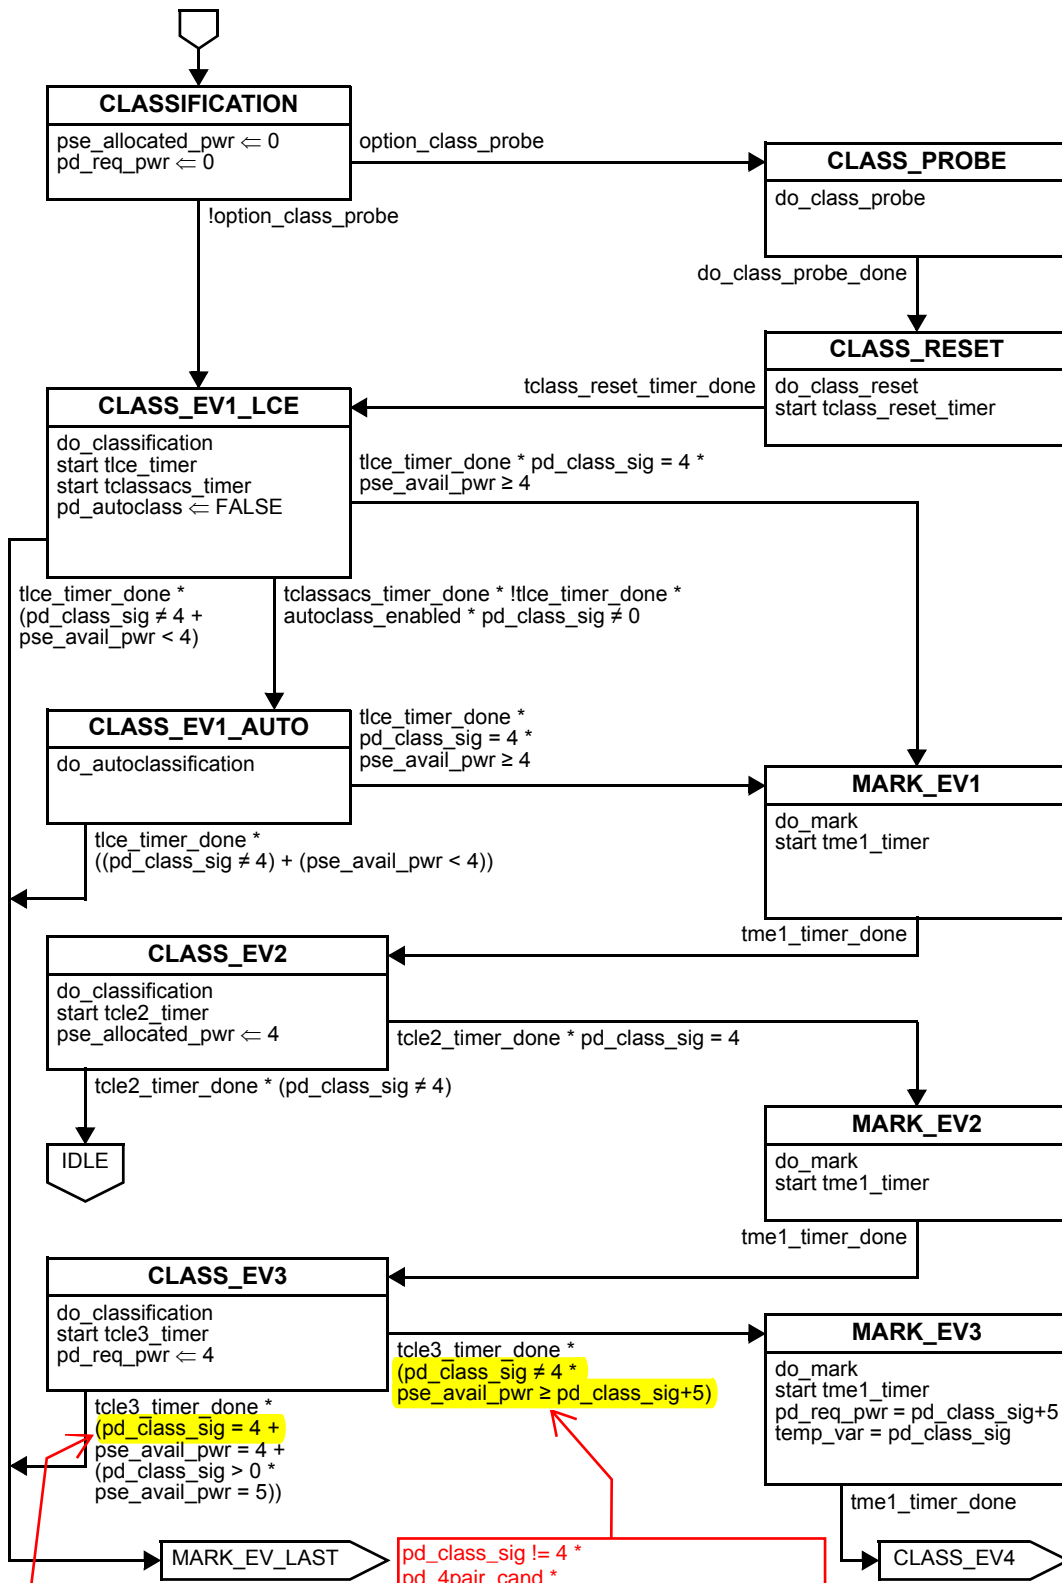 CLASSIFICATION
pse_allocated_pwr ⇐ 0
pd_req_pwr ⇐ 0
option_class_probe
CLASS_PROBE
do_class_probe
!option_class_probe
do_class_probe_done
CLASS_RESET
do_class_reset
start tclass_reset_timer
tclass_reset_timer_done
CLASS_EV1_LCE
do_classification
start tlce_timer
start tclassacs_timer
pd_autoclass ⇐ FALSE
tlce_timer_done * pd_class_sig = 4 *
pse_avail_pwr ≥ 4
tlce_timer_done *
(pd_class_sig ≠ 4 +
pse_avail_pwr < 4)
tclassacs_timer_done * !tlce_timer_done *
autoclass_enabled * pd_class_sig ≠ 0
CLASS_EV1_AUTO
do_autoclassification
tlce_timer_done *
pd_class_sig = 4 *
pse_avail_pwr ≥ 4
MARK_EV1
do_mark
start tme1_timer
tlce_timer_done *
((pd_class_sig ≠ 4) + (pse_avail_pwr < 4))
tme1_timer_done
CLASS_EV2
do_classification
start tcle2_timer
pse_allocated_pwr ⇐ 4
tcle2_timer_done * pd_class_sig = 4
tcle2_timer_done * (pd_class_sig ≠ 4)
IDLE
MARK_EV2
do_mark
start tme1_timer
tme1_timer_done
CLASS_EV3
do_classification
start tcle3_timer
pd_req_pwr ⇐ 4
tcle3_timer_done *
(pd_class_sig ≠ 4 *
pse_avail_pwr ≥ pd_class_sig+5)
MARK_EV3
do_mark
start tme1_timer
pd_req_pwr = pd_class_sig+5
temp_var = pd_class_sig
tcle3_timer_done *
(pd_class_sig = 4 +
pse_avail_pwr = 4 +
(pd_class_sig > 0 *
pse_avail_pwr = 5))
tme1_timer_done
MARK_EV_LAST
pd_class_sig != 4 *
pd_4pair_cand *
CLASS_EV4